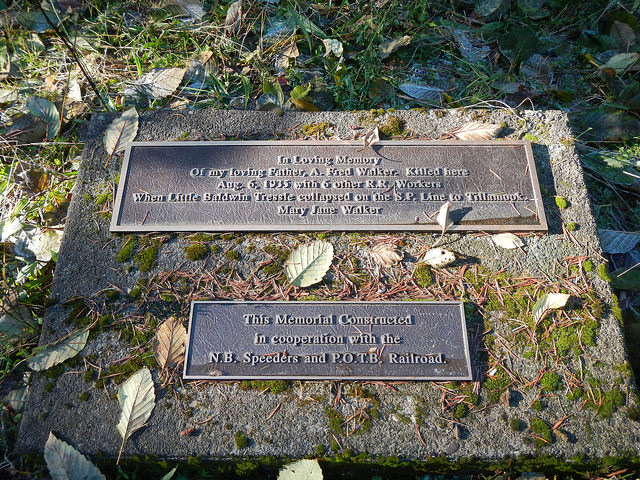 In Loving Memory
Of my loving Father, A. Fred Walker. Killed here
Aug. 6, 1935 with 6 other R.R. Workers
When Little Baldwin Tressle collapsed on the S.P. Line to Tillamook.
Mary Jane Walker
This Memorial Constructed
In cooperation with the
N.B. Speeders and P.O.T.B. Railroad.